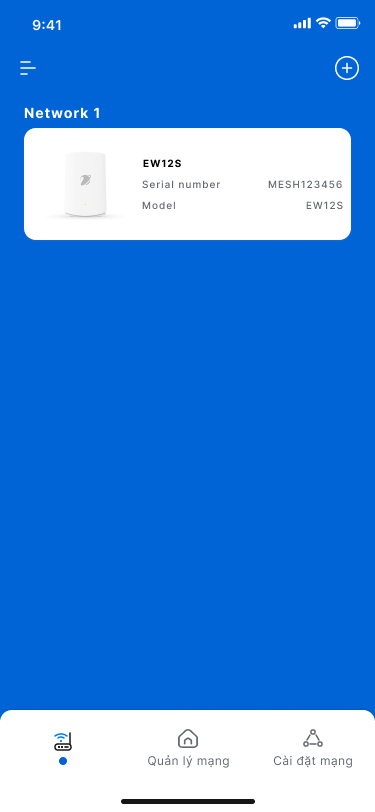 9:41
Network 1
EW12S
Serial number MESH123456
Model EW12S
Quản lý mạng Cài đặt mạng